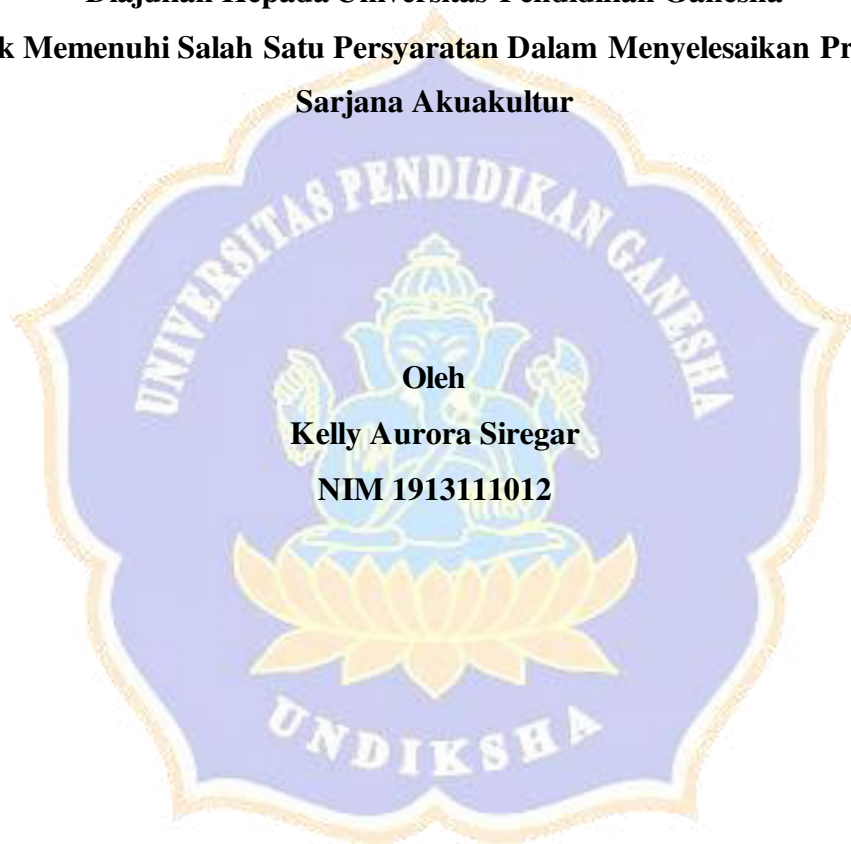 Diajukan Kepada Universitas Pendidikan Ganesha
k Memenuhi Salah Satu Persyaratan Dalam Menyelesaikan Pr
Sarjana Akuakultur
UNIVERSITAS PENDIDIKAN GANESHA
Oleh
Kelly Aurora Siregar
NIM 1913111012
UNDIKSHA